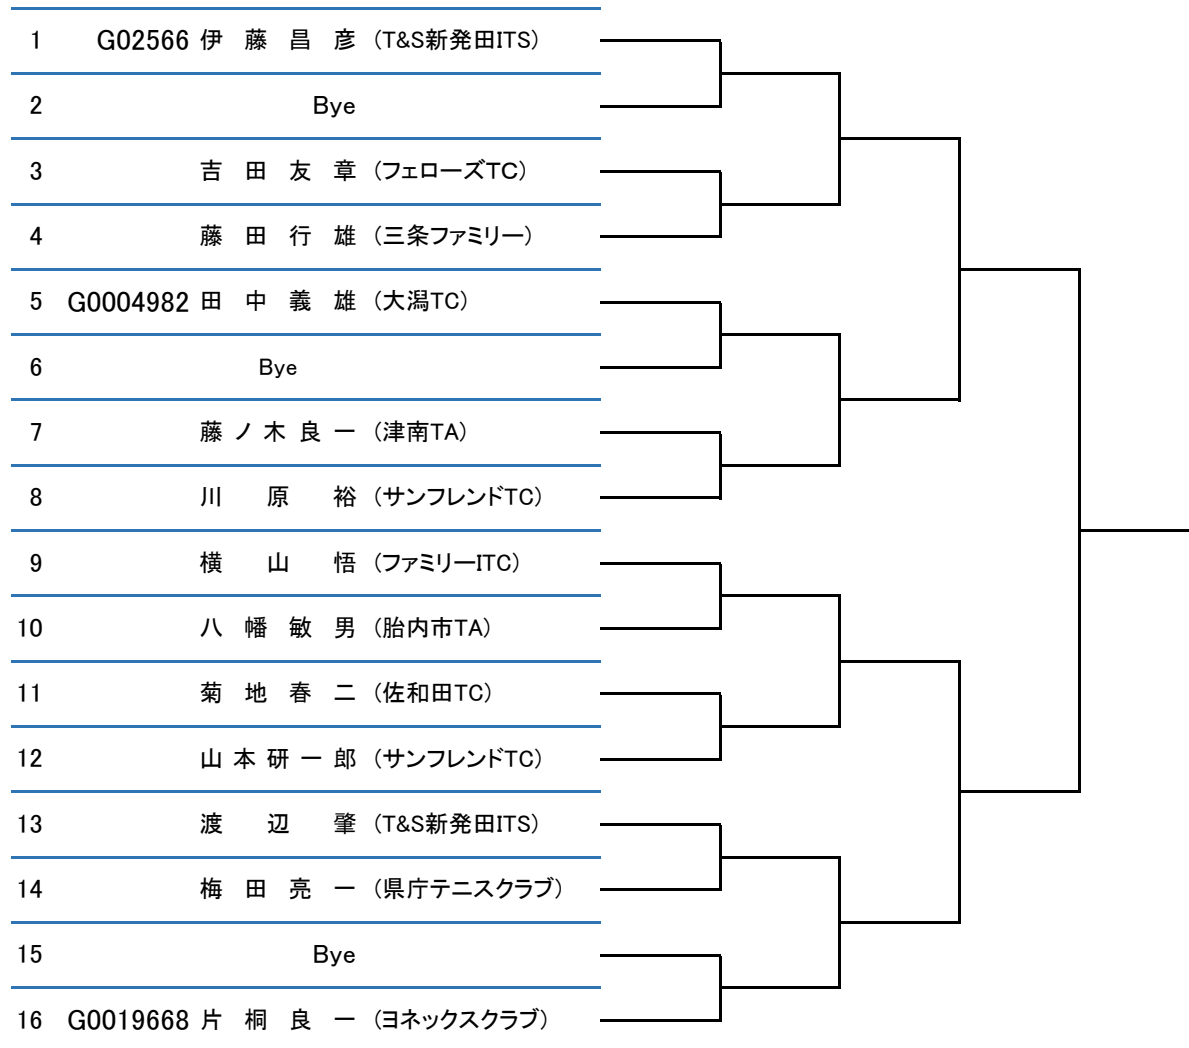 1 G02566 伊藤昌彦 (T&S新発田ITS)
2 Bye
3 吉田友章 (フェローズTC)
4 藤田行雄 (三条ファミリー)
5 G0004982 田中義雄 (大潟TC)
6 Bye
7 藤ノ木良一 (津南TA)
8 川原裕 (サンフレンドTC)
9 横山悟 (ファミリーITC)
10 八幡敏男 (胎内市TA)
11 菊地春二 (佐和田TC)
12 山本研一郎 (サンフレンドTC)
13 渡辺肇 (T&S新発田ITS)
14 梅田亮一 (県庁テニスクラブ)
15 Bye
16 G0019668 片桐良一 (ヨネックスクラブ)